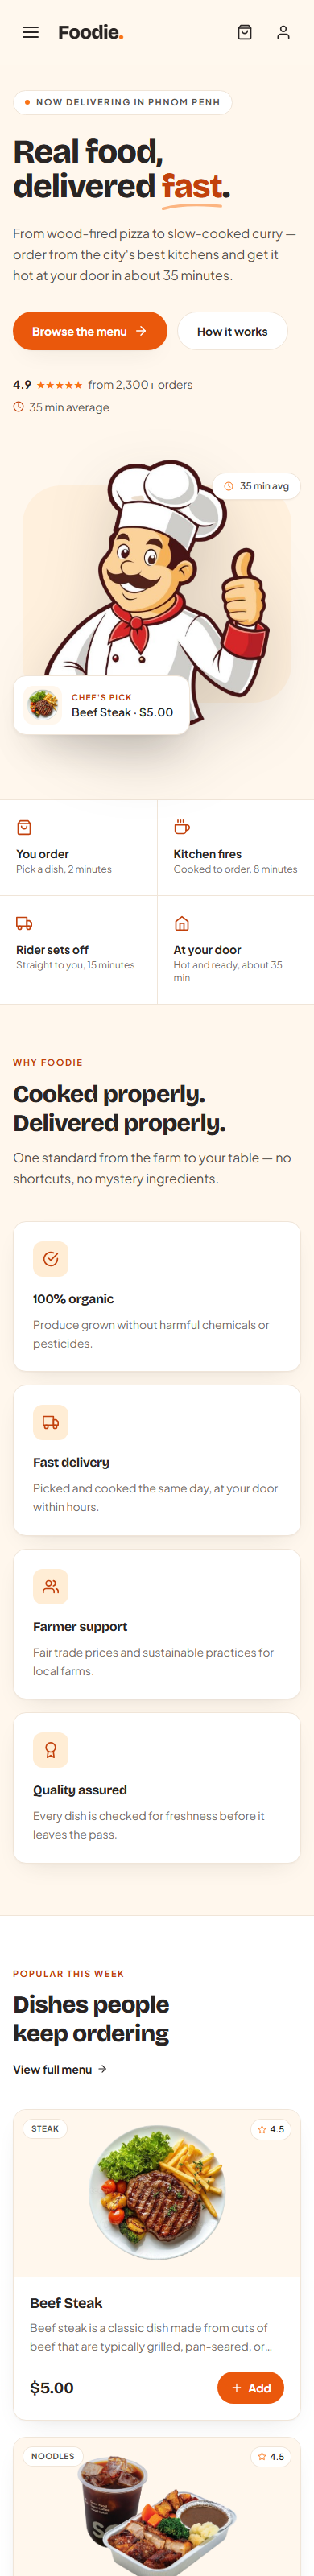 Foodie.
NOW DELIVERING IN PHNOM PENH
Real food,
delivered fast.
From wood-fired pizza to slow-cooked curry —
order from the city's best kitchens and get it
hot at your door in about 35 minutes.
Browse the menu →
How it works
4.9 ★★★★★ from 2,300+ orders
35 min average
35 min avg
CHEF'S PICK
Beef Steak · $5.00
You order
Pick a dish, 2 minutes
Kitchen fires
Cooked to order, 8 minutes
Rider sets off
Straight to you, 15 minutes
At your door
Hot and ready, about 35
min
WHY FOODIE
Cooked properly.
Delivered properly.
One standard from the farm to your table — no
shortcuts, no mystery ingredients.
100% organic
Produce grown without harmful chemicals or
pesticides.
Fast delivery
Picked and cooked the same day, at your door
within hours.
Farmer support
Fair trade prices and sustainable practices for
local farms.
Quality assured
Every dish is checked for freshness before it
leaves the pass.
POPULAR THIS WEEK
Dishes people
keep ordering
View full menu →
STEAK
4.5
Beef Steak
Beef steak is a classic dish made from cuts of
beef that are typically grilled, pan-seared, or…
$5.00
+ Add
NOODLES
4.5